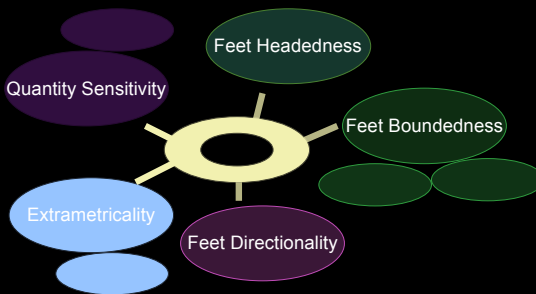 Feet Headedness
Quantity Sensitivity
Feet Boundedness
Extrametricality
Feet Directionality